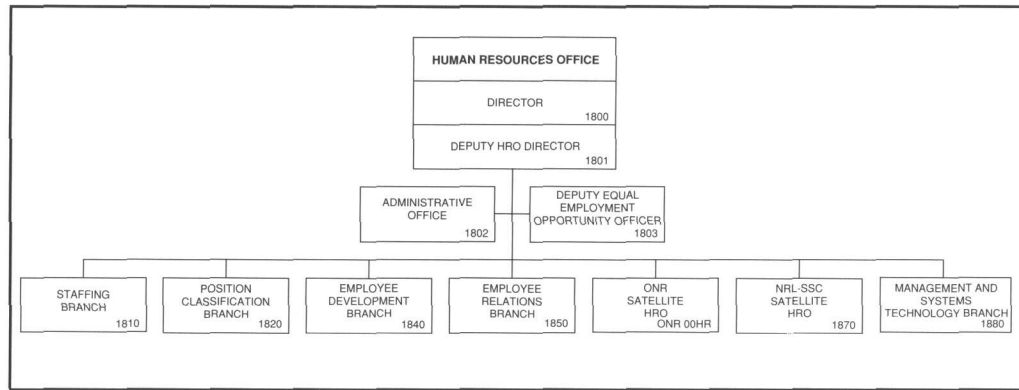 HUMAN RESOURCES OFFICE
DIRECTOR
1800
DEPUTY HRO DIRECTOR
1801
ADMINISTRATIVE
OFFICE
1802
DEPUTY EQUAL
EMPLOYMENT
OPPORTUNITY OFFICER
1803
STAFFING
BRANCH
1810
POSITION
CLASSIFICATION
BRANCH
1820
EMPLOYEE
DEVELOPMENT
BRANCH
1840
EMPLOYEE
RELATIONS
BRANCH
1850
ONR
SATELLITE
HRO
ONR 00HR
NRL-SSC
SATELLITE
HRO
1870
MANAGEMENT AND
SYSTEMS
TECHNOLOGY BRANCH
1880